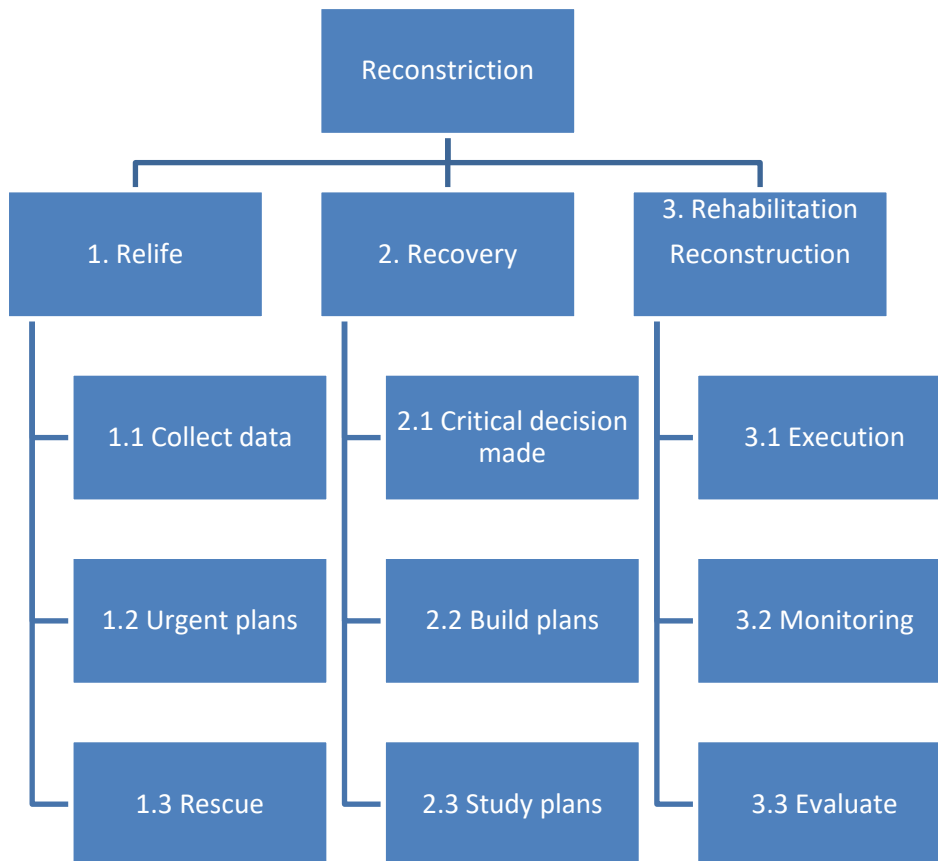 Reconstriction
1. Relife
2. Recovery
3. Rehabilitation
Reconstruction
1.1 Collect data
2.1 Critical decision
made
3.1 Execution
1.2 Urgent plans
2.2 Build plans
3.2 Monitoring
1.3 Rescue
2.3 Study plans
3.3 Evaluate